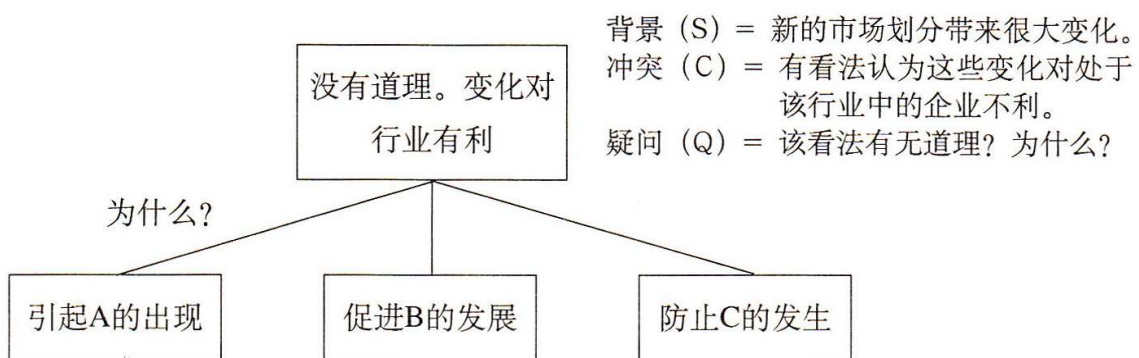 背景（S）= 新的市场划分带来很大变化。
冲突（C）= 有看法认为这些变化对处于
该行业中的企业不利。
疑问（Q）= 该看法有无道理？为什么？
没有道理。变化对
行业有利
为什么？
引起A的出现
促进B的发展
防止C的发生